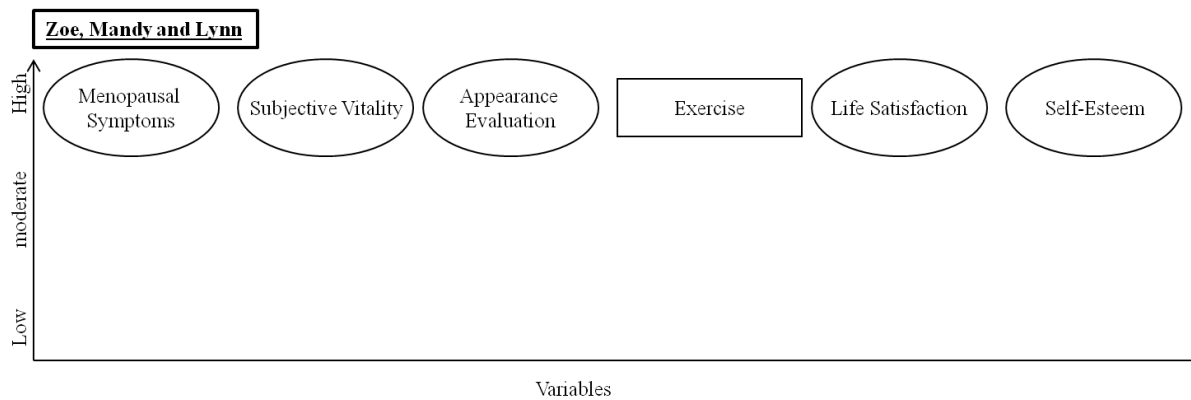 Zoe, Mandy and Lynn
High
moderate
Low
Menopausal
Symptoms
Subjective Vitality
Appearance
Evaluation
Exercise
Life Satisfaction
Self-Esteem
Variables